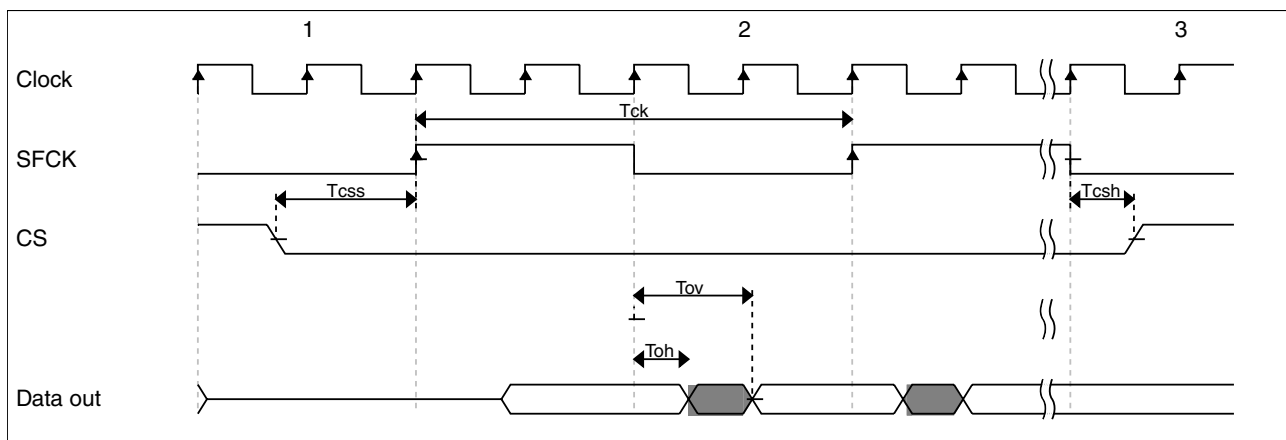 1 2 3
Clock
Tck
SFCK
Tcss Tcsh
CS
Tov
Toh
Data out